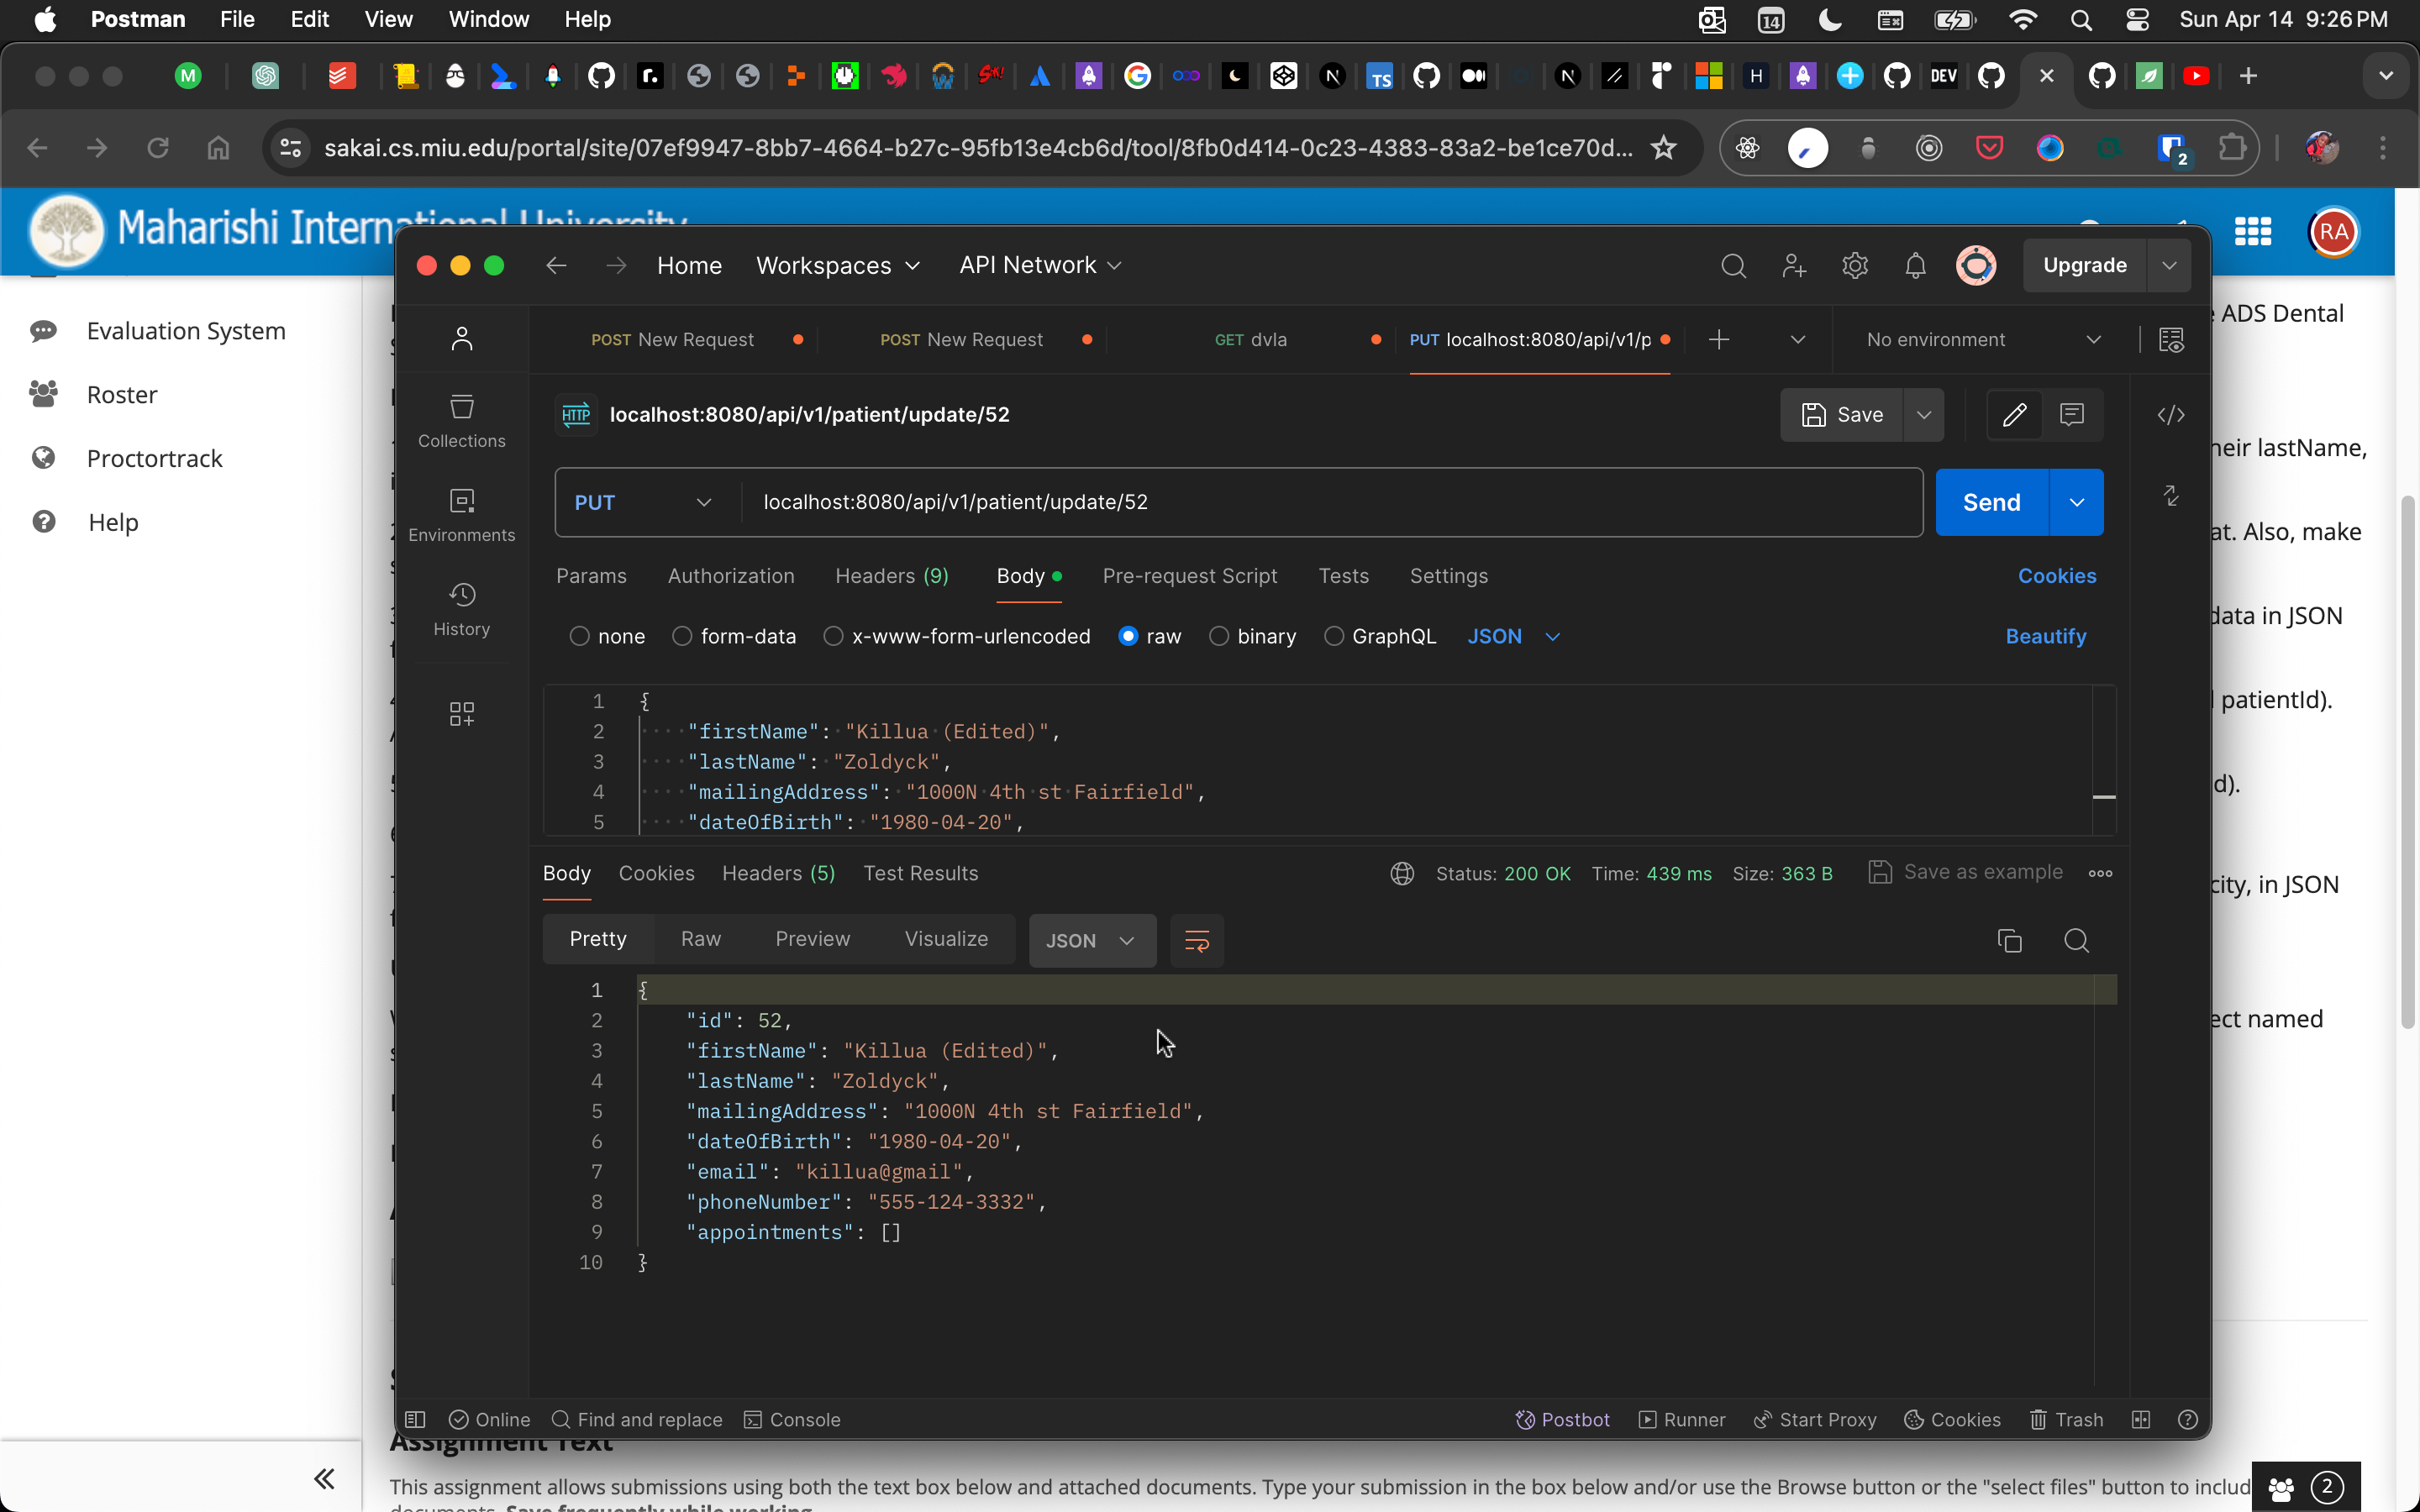 Postman File Edit View Window Help
14 Sun Apr 14 9:26 PM
M TS N H DEV
sakai.cs.miu.edu/portal/site/07ef9947-8bb7-4664-b27c-95fb13e4cb6d/tool/8fb0d414-0c23-4383-83a2-be1ce70d...
2
Maharishi International University
RA
Evaluation System
Roster
Proctortrack
Help
Home Workspaces API Network
Upgrade
POST New Request
POST New Request
GET dvla
PUT localhost:8080/api/v1/p
No environment
Collections
Environments
History
HTTP localhost:8080/api/v1/patient/update/52
Save
PUT localhost:8080/api/v1/patient/update/52
Send
Params Authorization Headers (9) Body Pre-request Script Tests Settings Cookies
none form-data x-www-form-urlencoded raw binary GraphQL JSON Beautify
1 {
2 "firstName": "Killua (Edited)",
3 "lastName": "Zoldyck",
4 "mailingAddress": "1000N 4th st Fairfield",
5 "dateOfBirth": "1980-04-20",
Body Cookies Headers (5) Test Results
Status: 200 OK Time: 439 ms Size: 363 B Save as example
Pretty Raw Preview Visualize JSON
1 {
2 "id": 52,
3 "firstName": "Killua (Edited)",
4 "lastName": "Zoldyck",
5 "mailingAddress": "1000N 4th st Fairfield",
6 "dateOfBirth": "1980-04-20",
7 "email": "killua@gmail",
8 "phoneNumber": "555-124-3332",
9 "appointments": []
10 }
Online Find and replace Console
Postbot Runner Start Proxy Cookies Trash
ADS Dental
lastName,
at. Also, make
data in JSON
patientId).
d).
city, in JSON
ect named
Assignment Text
This assignment allows submissions using both the text box below and attached documents. Type your submission in the box below and/or use the Browse button or the "select files" button to includ
documents. Save frequently while working.
2